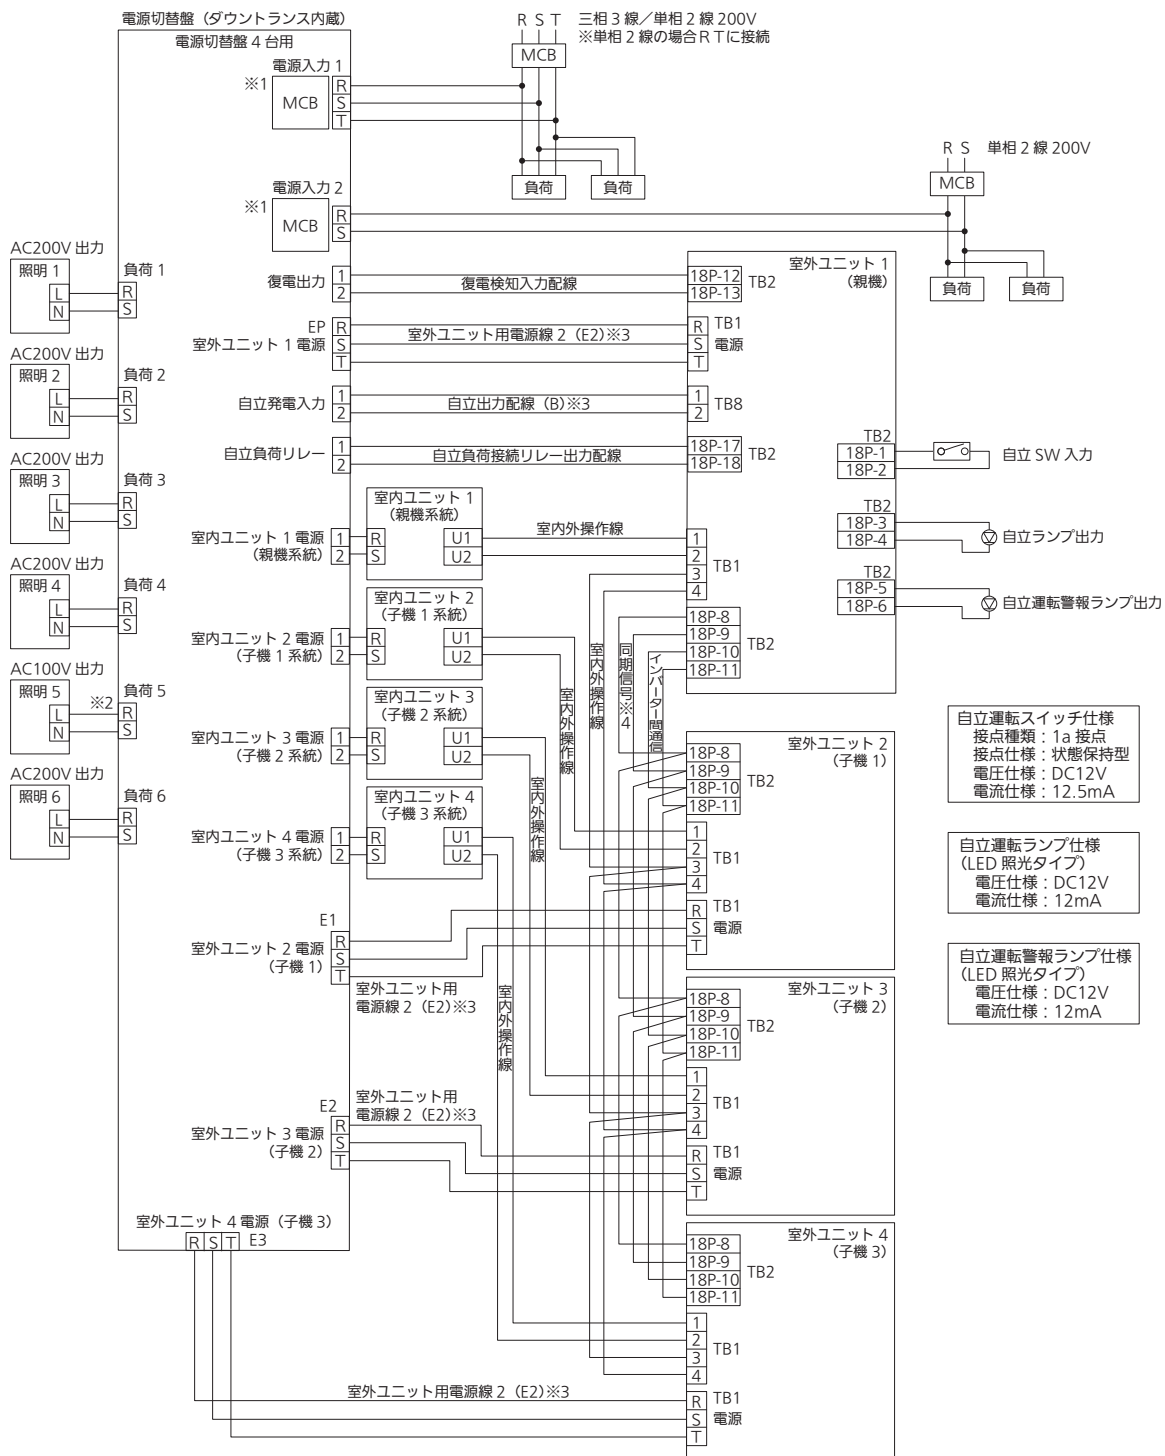 電源切替盤（ダウントランス内蔵）
電源切替盤 4 台用
R S T 三相 3 線／単相 2 線 200V
※単相 2 線の場合 R T に接続
MCB
負荷
負荷
R S 単相 2 線 200V
MCB
負荷
負荷
電源入力 1
※1
MCB
R
S
T
電源入力 2
※1
MCB
R
S
AC200V 出力
照明 1
L
N
負荷 1
R
S
AC200V 出力
照明 2
L
N
負荷 2
R
S
AC200V 出力
照明 3
L
N
負荷 3
R
S
AC200V 出力
照明 4
L
N
負荷 4
R
S
AC100V 出力
照明 5
※2
L
N
負荷 5
R
S
AC200V 出力
照明 6
L
N
負荷 6
R
S
復電出力
1
2
復電検知入力配線
EP
室外ユニット 1 電源
R
S
T
室外ユニット用電源線 2（E2）※3
自立発電入力
1
2
自立出力配線（B）※3
自立負荷リレー
1
2
自立負荷接続リレー出力配線
室内ユニット 1 電源
（親機系統）
1
2
室内ユニット 1
（親機系統）
R
S
U1
U2
室内外操作線
室内ユニット 2 電源
（子機 1 系統）
1
2
室内ユニット 2
（子機 1 系統）
R
S
U1
U2
室内外操作線
室内ユニット 3 電源
（子機 2 系統）
1
2
室内ユニット 3
（子機 2 系統）
R
S
U1
U2
室内外操作線
室内ユニット 4 電源
（子機 3 系統）
1
2
室内ユニット 4
（子機 3 系統）
R
S
U1
U2
室内外操作線
室内外操作線
同期信号※4
インバーター間通信
E1
室外ユニット 2 電源
（子機 1）
R
S
T
室外ユニット用
電源線 2（E2）※3
E2
室外ユニット 3 電源
（子機 2）
R
S
T
室外ユニット用
電源線 2（E2）※3
室外ユニット 4 電源（子機 3）
R S T E3
室外ユニット用電源線 2（E2）※3
室外ユニット 1
（親機）
18P-12
18P-13
TB2
R
S
T
TB1
電源
1
2
TB8
18P-17
18P-18
TB2
1
2
3
4
TB1
18P-8
18P-9
18P-10
18P-11
TB2
TB2
18P-1
18P-2
自立 SW 入力
TB2
18P-3
18P-4
自立ランプ出力
TB2
18P-5
18P-6
自立運転警報ランプ出力
室外ユニット 2
（子機 1）
18P-8
18P-9
18P-10
18P-11
TB2
1
2
3
4
TB1
R
S
T
TB1
電源
室外ユニット 3
（子機 2）
18P-8
18P-9
18P-10
18P-11
TB2
1
2
3
4
TB1
R
S
T
TB1
電源
室外ユニット 4
（子機 3）
18P-8
18P-9
18P-10
18P-11
TB2
1
2
3
4
TB1
R
S
T
TB1
電源
自立運転スイッチ仕様
接点種類：1a 接点
接点仕様：状態保持型
電圧仕様：DC12V
電流仕様：12.5mA
自立運転ランプ仕様
（LED 照光タイプ）
電圧仕様：DC12V
電流仕様：12mA
自立運転警報ランプ仕様
（LED 照光タイプ）
電圧仕様：DC12V
電流仕様：12mA